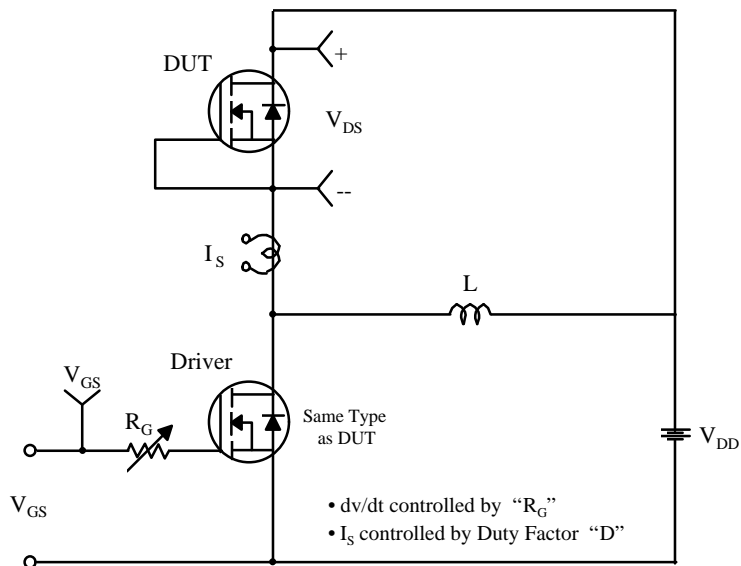 DUT
+
V_DS
--
I_S
L
Driver
V_GS
R_G
Same Type
as DUT
V_DD
V_GS
• dv/dt controlled by “R_G”
• I_S controlled by Duty Factor “D”